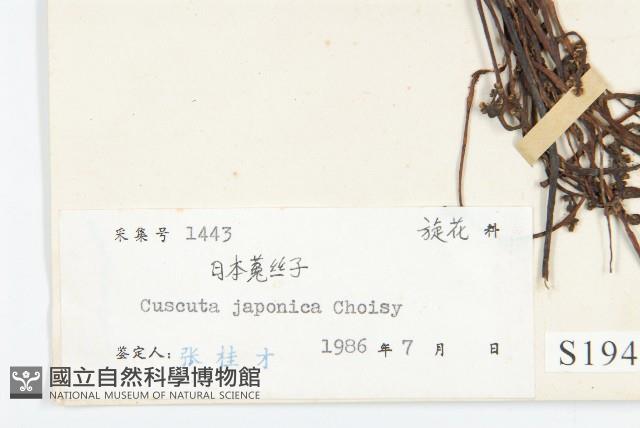 采集号 1443 旋花 科
日本菟丝子
Cuscuta japonica Choisy
鉴定人: 张桂才 1986 年 7 月 日
S194
國立自然科學博物館
NATIONAL MUSEUM OF NATURAL SCIENCE